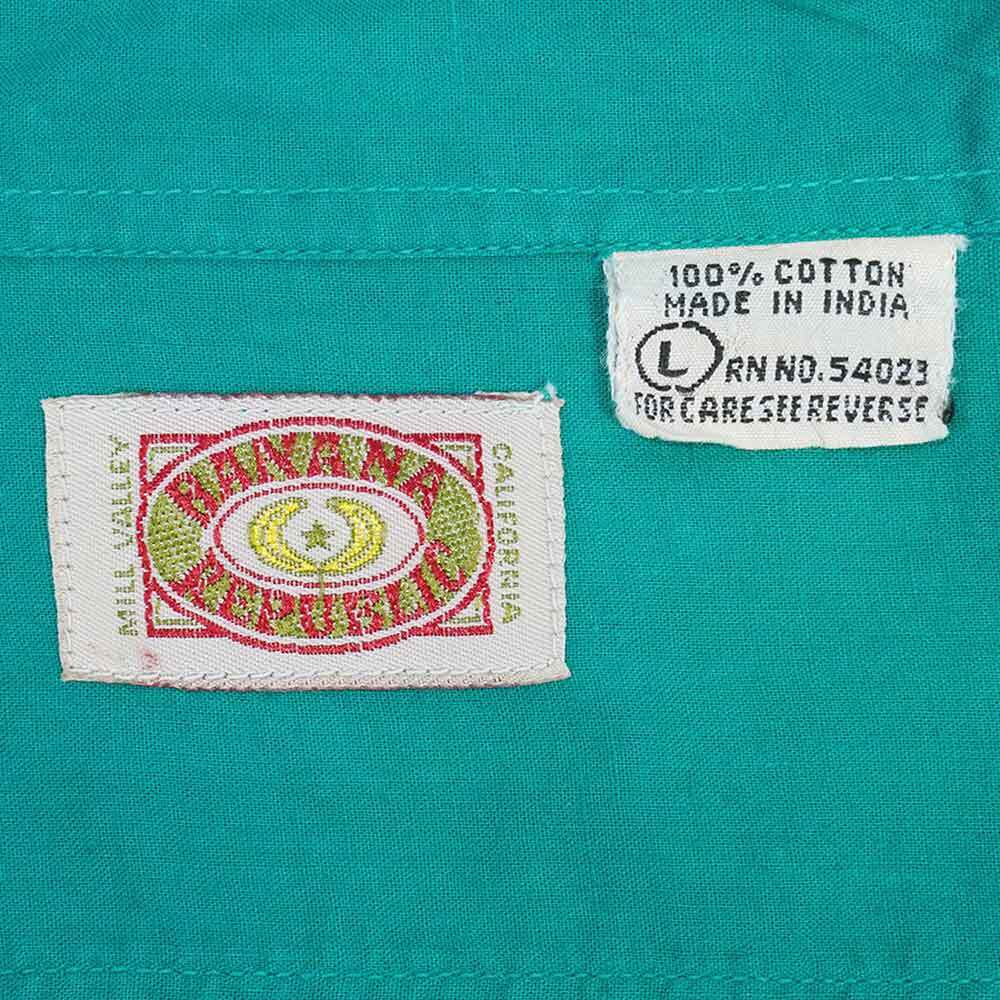 100% COTTON
MADE IN INDIA
L RN NO. 54023
FOR CARE SEE REVERSE
MILL VALLEY
BANANA
REPUBLIC
CALIFORNIA